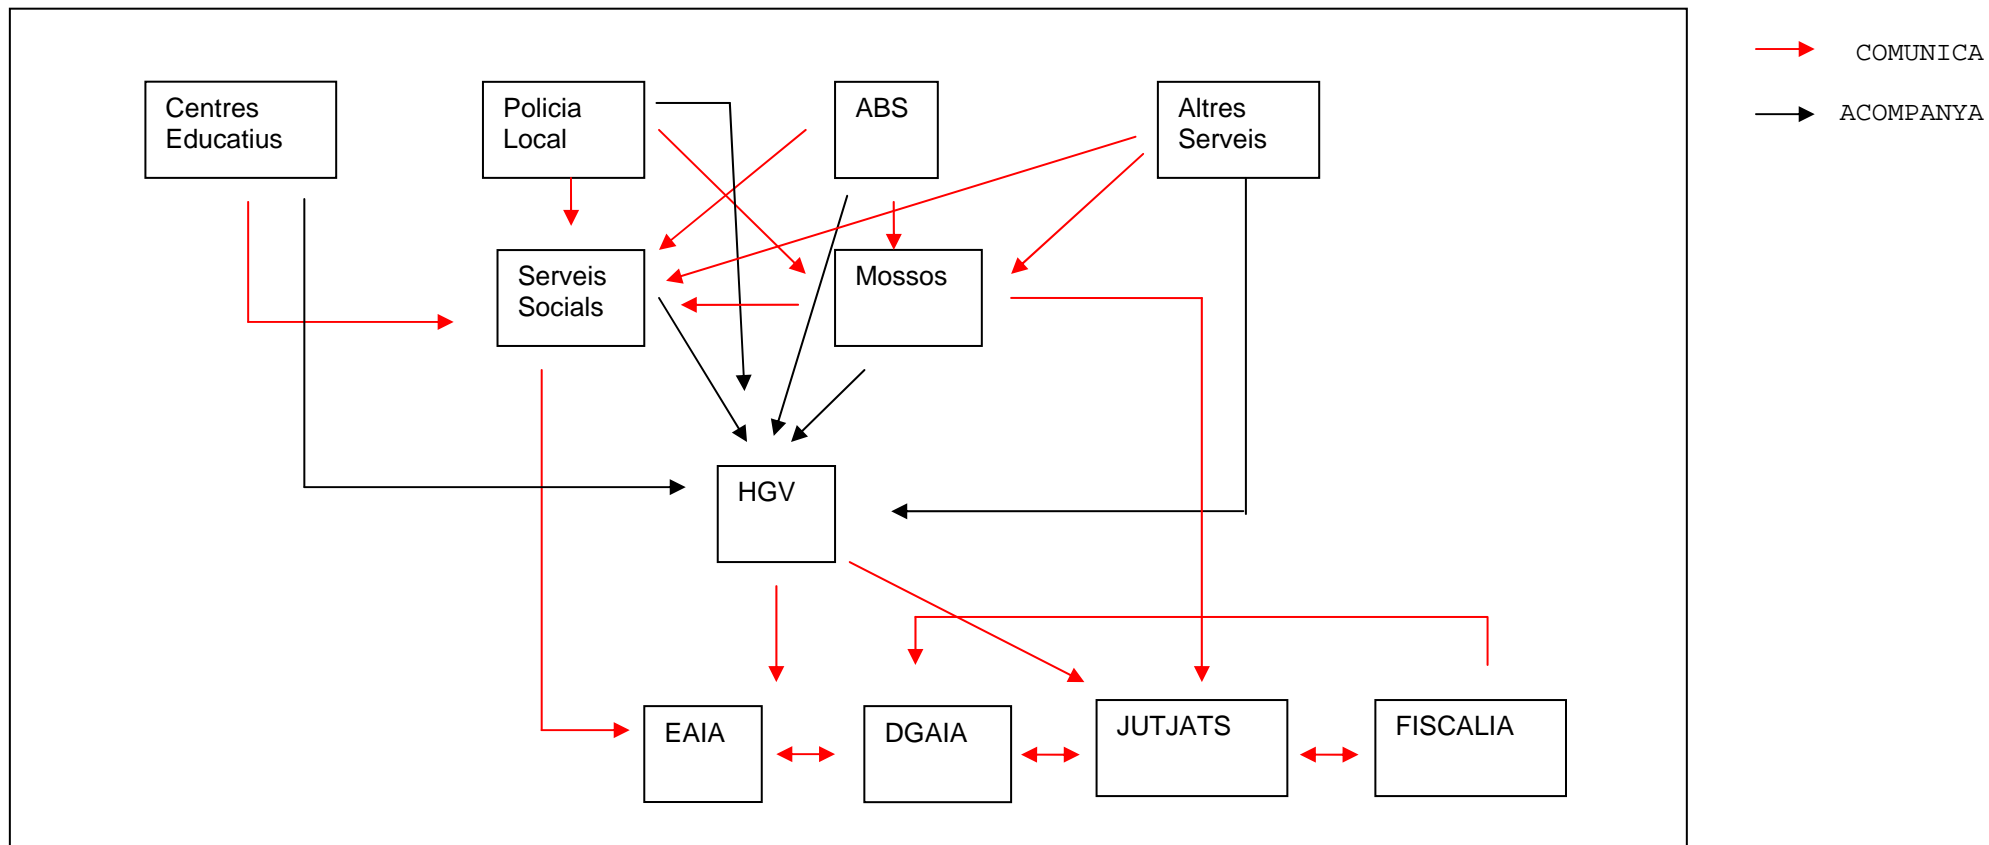 COMUNICA
ACOMPANYA
Centres
Educatius
Policia
Local
ABS
Altres
Serveis
Serveis
Socials
Mossos
HGV
EAIA
DGAIA
JUTJATS
FISCALIA